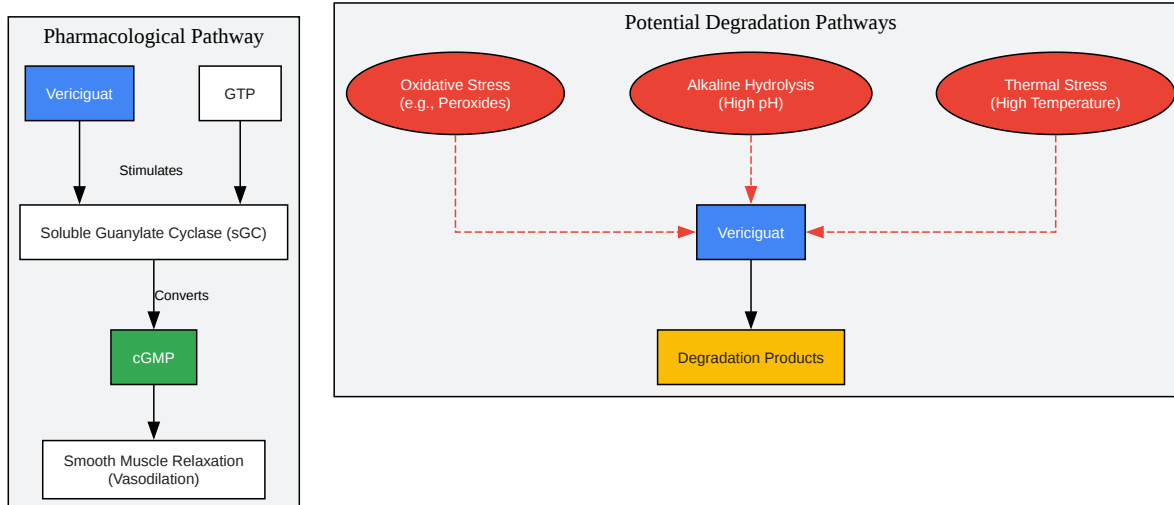 Pharmacological Pathway
Vericiguat
GTP
Stimulates
Soluble Guanylate Cyclase (sGC)
Converts
cGMP
Smooth Muscle Relaxation
(Vasodilation)
Potential Degradation Pathways
Oxidative Stress
(e.g., Peroxides)
Alkaline Hydrolysis
(High pH)
Thermal Stress
(High Temperature)
Vericiguat
Degradation Products